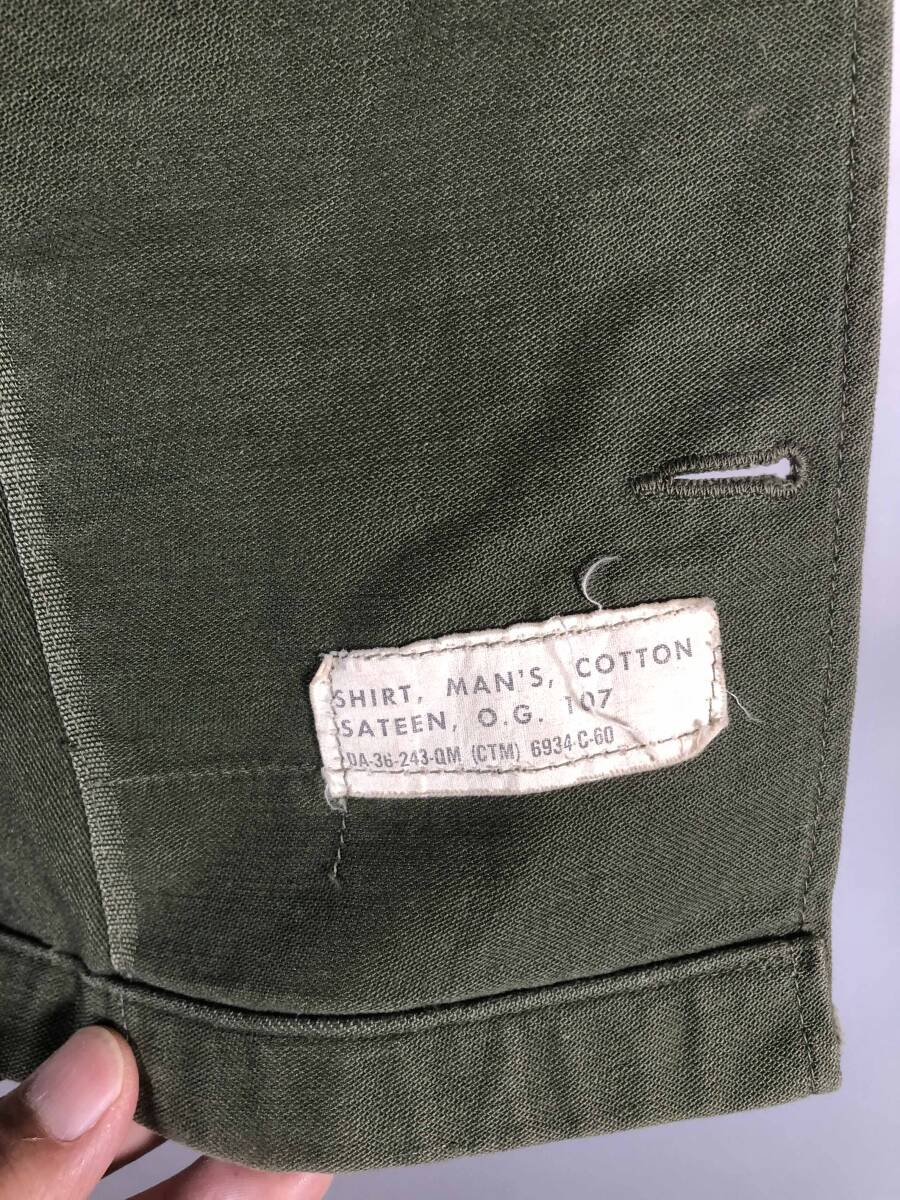 SHIRT, MAN'S, COTTON
SATEEN, O.G. 107
DA-36-243-QM (CTM) 6934-C-60